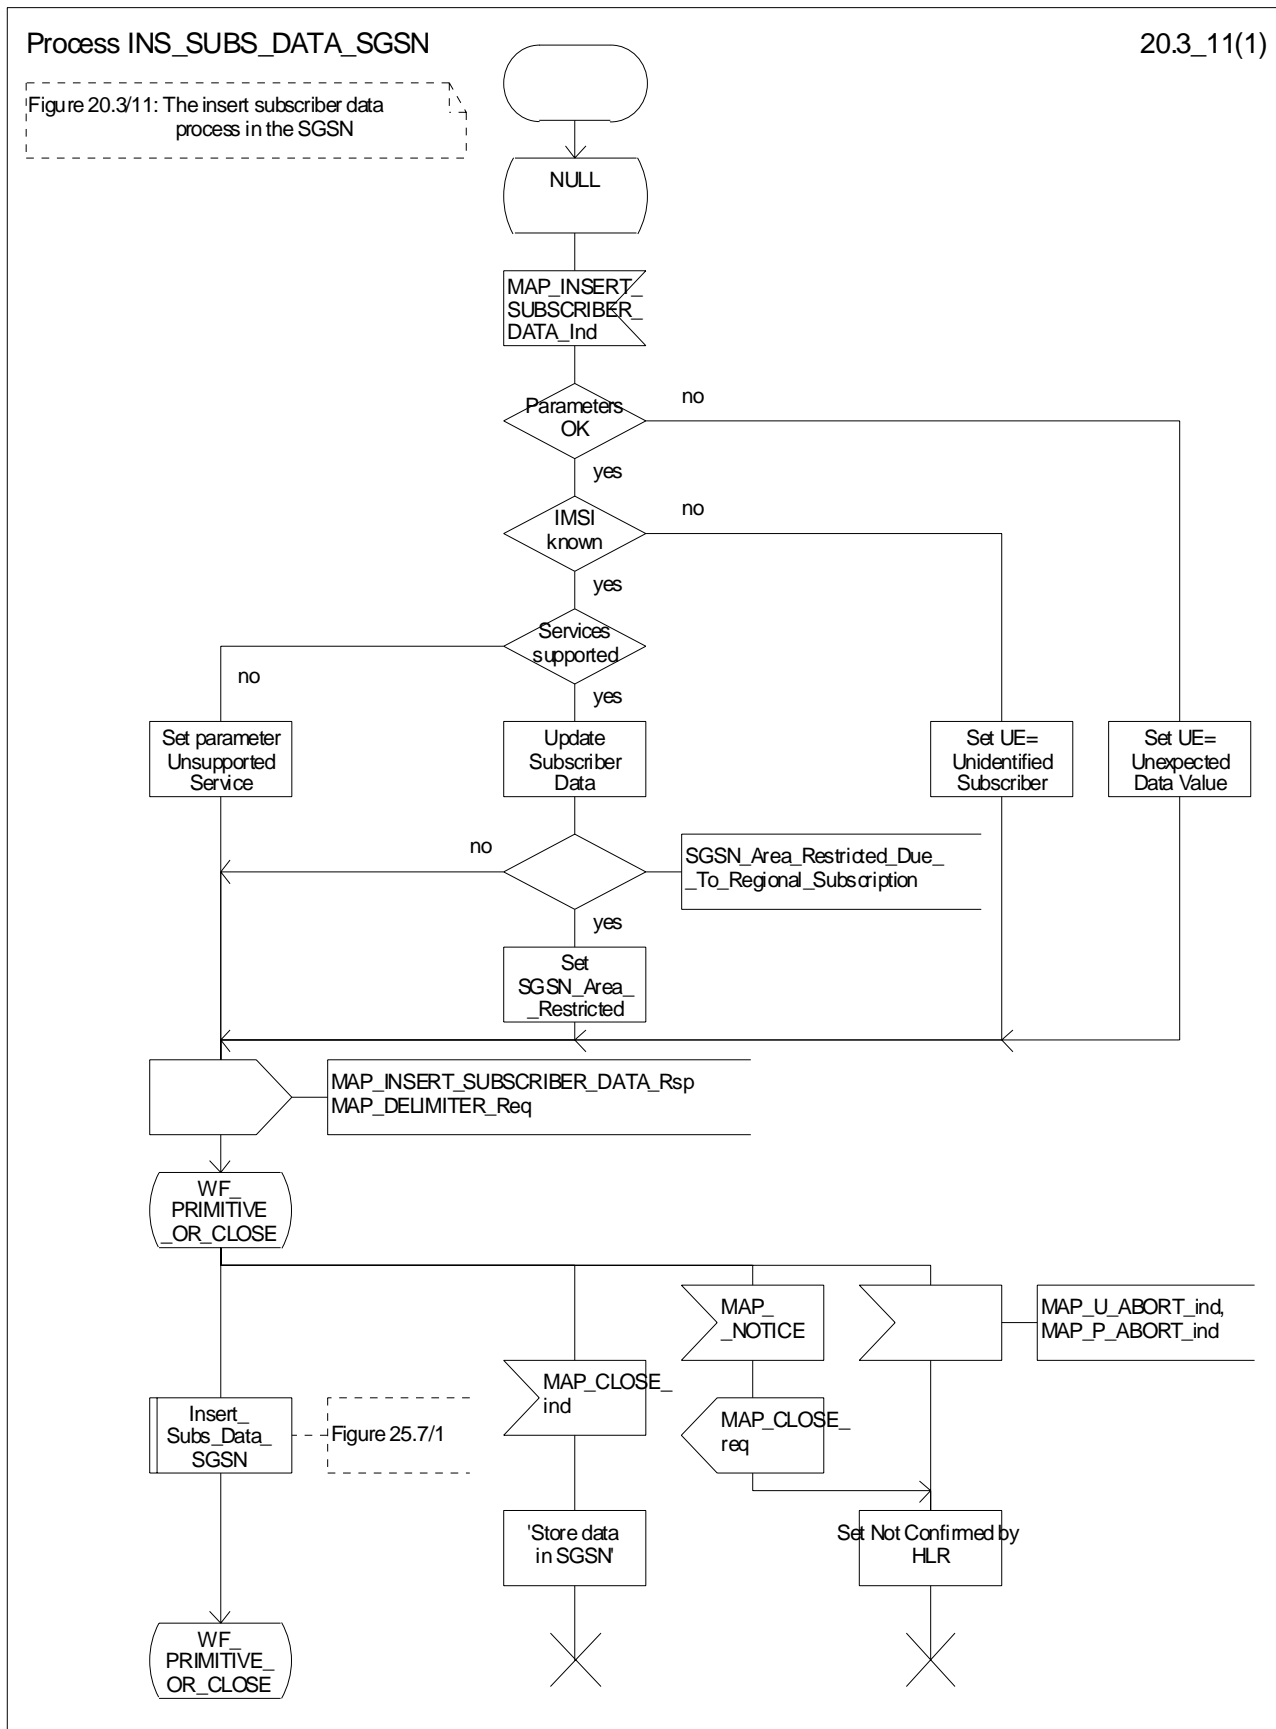 Process INS_SUBS_DATA_SGSN
20.3_11(1)
Figure 20.3/11: The insert subscriber data
process in the SGSN
NULL
MAP_INSERT_
SUBSCRIBER_
DATA_Ind
Parameters
OK
no
yes
IMSI
known
no
yes
Services
supported
no
yes
Set parameter
Unsupported
Service
Update
Subscriber
Data
Set UE=
Unidentified
Subscriber
Set UE=
Unexpected
Data Value
no
SGSN_Area_Restricted_Due_
_To_Regional_Subscription
yes
Set
SGSN_Area_
_Restricted
MAP_INSERT_SUBSCRIBER_DATA_Rsp
MAP_DELIMITER_Req
WF_
PRIMITIVE
_OR_CLOSE
MAP_
_NOTICE
MAP_U_ABORT_ind,
MAP_P_ABORT_ind
MAP_CLOSE_
ind
Insert_
Subs_Data_
SGSN
Figure 25.7/1
MAP_CLOSE_
req
'Store data
in SGSN'
Set Not Confirmed by
HLR
WF_
PRIMITIVE_
OR_CLOSE